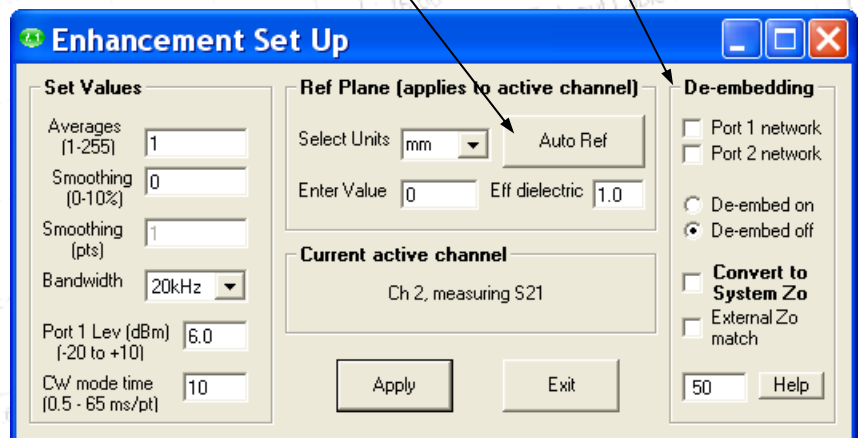 Enhancement Set Up
Set Values
Averages
(1-255)
1
Smoothing
(0-10%)
0
Smoothing
(pts)
1
Bandwidth
20kHz
Port 1 Lev (dBm)
(-20 to +10)
6.0
CW mode time
(0.5 - 65 ms/pt)
10
Ref Plane (applies to active channel)
Select Units
mm
Auto Ref
Enter Value
0
Eff dielectric
1.0
Current active channel
Ch 2, measuring S21
Apply
Exit
De-embedding
Port 1 network
Port 2 network
De-embed on
De-embed off
Convert to
System Zo
External Zo
match
50
Help